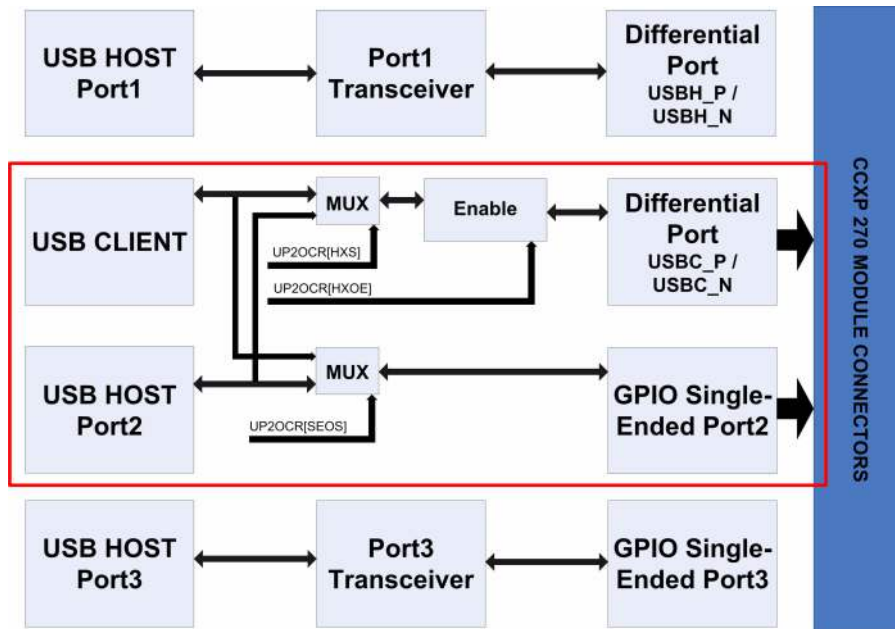 USB HOST
Port1
Port1
Transceiver
Differential
Port
USBH_P /
USBH_N
USB CLIENT
MUX
Enable
Differential
Port
USBC_P /
USBC_N
UP2OCR[HXS]
UP2OCR[HXOE]
USB HOST
Port2
MUX
GPIO Single-
Ended Port2
UP2OCR[SEOS]
USB HOST
Port3
Port3
Transceiver
GPIO Single-
Ended Port3
CCXP 270 MODULE CONNECTORS